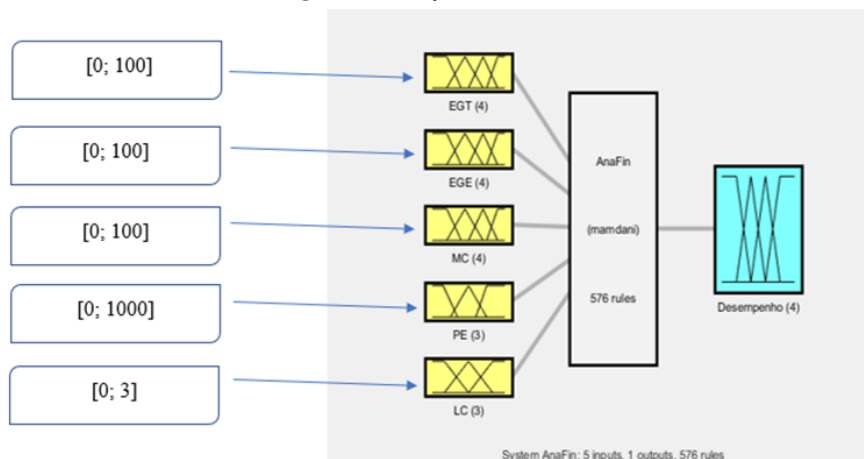 [0; 100]
EGT (4)
[0; 100]
EGE (4)
[0; 100]
MC (4)
[0; 1000]
PE (3)
[0; 3]
LC (3)
AnaFin
(mamdani)
576 rules
Desempenho (4)
System AnaFin: 5 inputs, 1 outputs, 576 rules